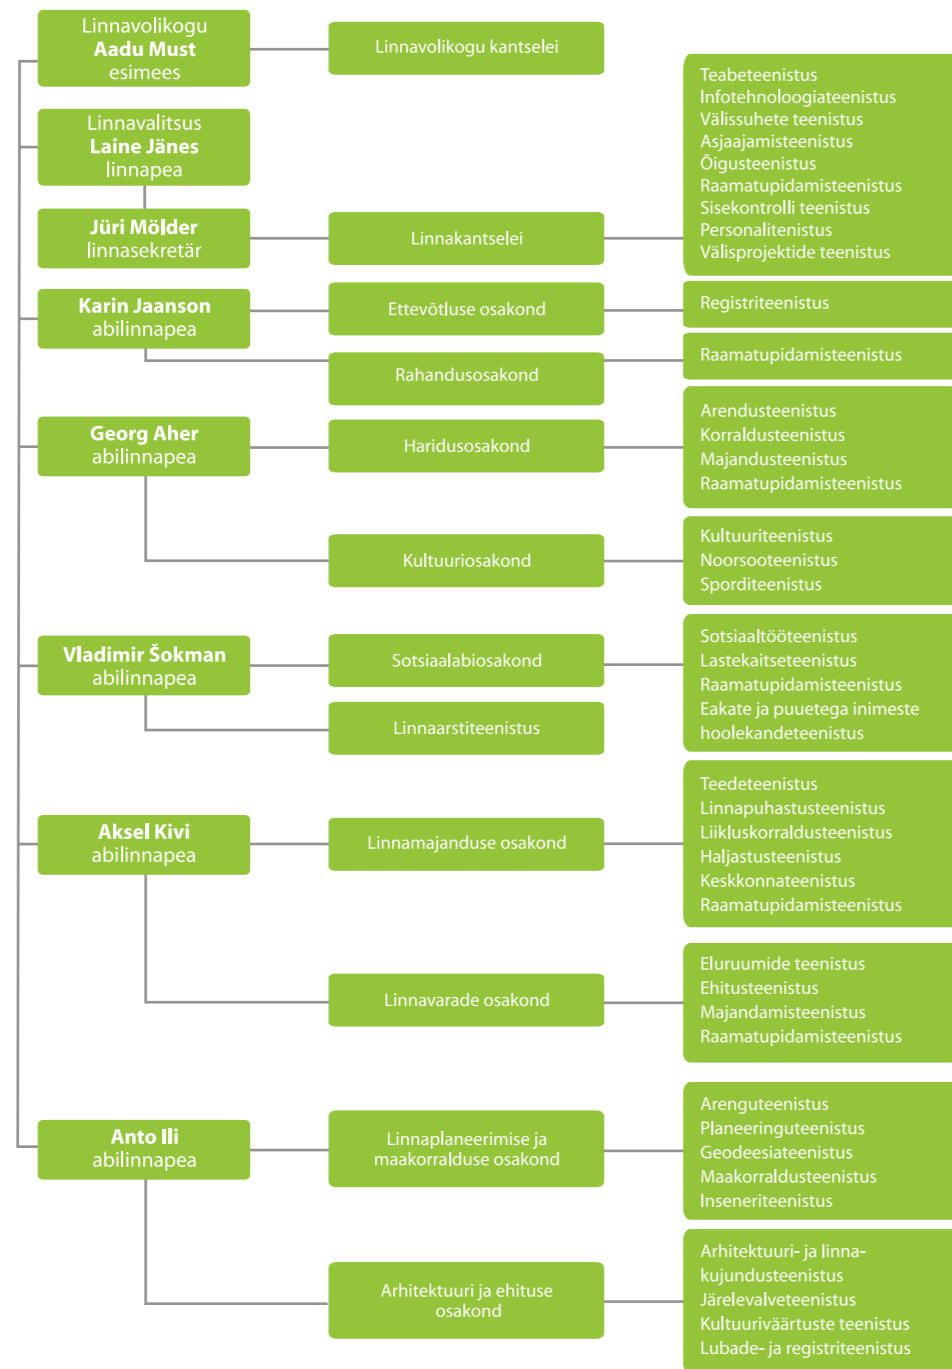 Linnavolikogu
Aadu Must
esimees
Linnavolikogu kantselei
Linnavalitsus
Laine Jänes
linnapea
Jüri Mölder
linnasekretär
Linnakantselei
Teabeteenistus
Infotehnoloogiateenistus
Välissuhete teenistus
Asjaajamisteenistus
Õigusteenistus
Raamatupidamisteenistus
Sisekontrolli teenistus
Personalitenistus
Välisprojektide teenistus
Karin Jaanson
abilinnapea
Ettevõtluse osakond
Registriteenistus
Rahandusosakond
Raamatupidamisteenistus
Georg Aher
abilinnapea
Haridusosakond
Arendusteenistus
Korraldusteenistus
Majandusteenistus
Raamatupidamisteenistus
Kultuuriosakond
Kultuuriteenistus
Noorsooteenistus
Sporditeenistus
Vladimir Šokman
abilinnapea
Sotsiaalabiosakond
Sotsiaaltööteenistus
Lastekaitseteenistus
Raamatupidamisteenistus
Eakate ja puuetega inimeste
hoolekandeteenistus
Linnaarstiteenistus
Aksel Kivi
abilinnapea
Linnamajanduse osakond
Teedeteenistus
Linnapuhastusteenistus
Liikluskorraldusteenistus
Haljastusteenistus
Keskkonnateenistus
Raamatupidamisteenistus
Linnavarade osakond
Eluruumide teenistus
Ehitusteenistus
Majandamisteenistus
Raamatupidamisteenistus
Anto Ili
abilinnapea
Linnaplaneerimise ja
maakorralduse osakond
Arenguteenistus
Planeeringuteenistus
Geodeesiateenistus
Maakorraldusteenistus
Inseneriteenistus
Arhitektuuri ja ehituse
osakond
Arhitektuuri- ja linna-
kujundusteenistus
Järelevalveteenistus
Kultuuriväärtuste teenistus
Lubade- ja registriteenistus